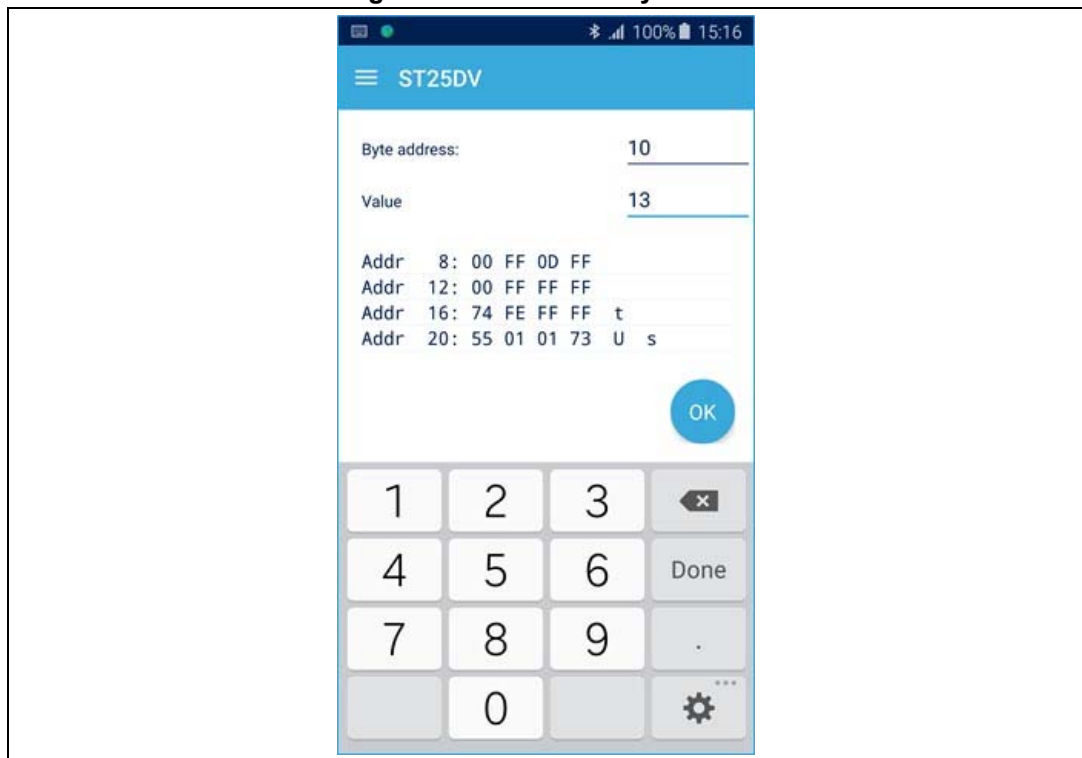 100% 15:16
ST25DV
Byte address: 10
Value 13
Addr 8: 00 FF 0D FF
Addr 12: 00 FF FF FF
Addr 16: 74 FE FF FF t
Addr 20: 55 01 01 73 U s
OK
1 2 3
4 5 6 Done
7 8 9 .
0